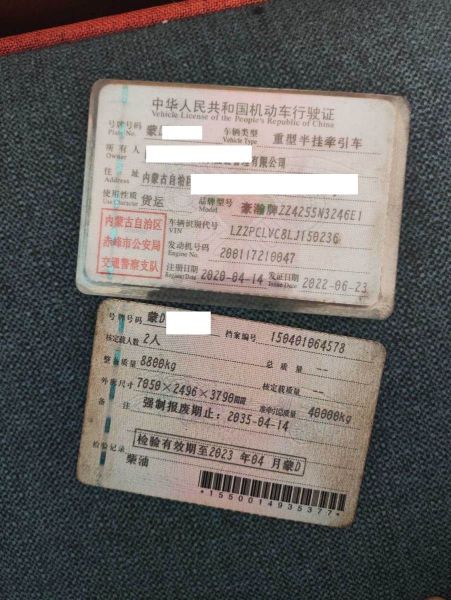 中华人民共和国机动车行驶证
Vehicle License of the People's Republic of China
号牌号码 蒙D 车辆类型 重型半挂牵引车
Plate No. Vehicle Type
所有人 有限公司
Owner
住址 内蒙古自治区
Address
使用性质 货运 品牌型号 豪瀚牌ZZ4255N3246E1
Use Character Model
内蒙古自治区
赤峰市公安局
交通警察支队
车辆识别代号 LZZPCLVC8LJ150236
VIN
发动机号码 200117210047
Engine No.
注册日期 2020-04-14 发证日期 2022-06-23
Register Date Issue Date
号牌号码 蒙D 档案编号 150401064578
核定载人数 2人 总质量 --
整备质量 8800kg 核定载质量 --
外廓尺寸 7050×2496×3790mm 准牵引总质量 40000kg
备注 强制报废期止:2035-04-14
检验记录 检验有效期至2023年04月蒙D
柴油
*1550014935377*